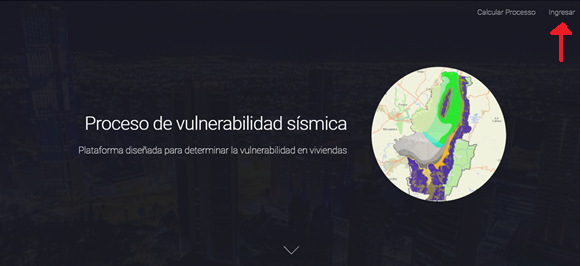 Calcular Processo Ingresar
Proceso de vulnerabilidad sísmica
Plataforma diseñada para determinar la vulnerabilidad en viviendas